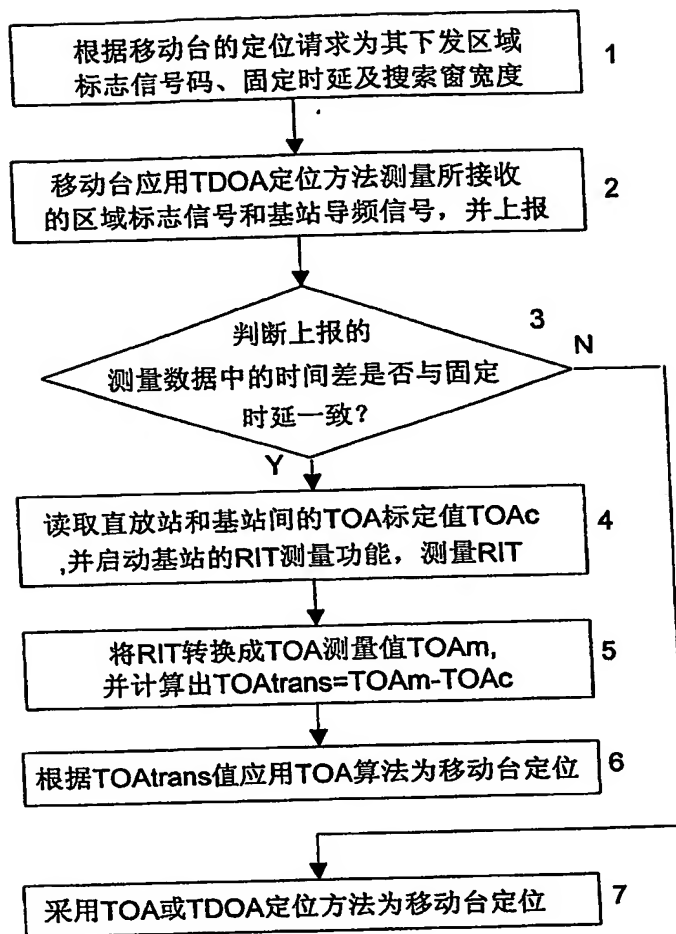 根据移动台的定位请求为其下发区域
标志信号码、固定时延及搜索窗宽度
1
移动台应用TDOA定位方法测量所接收
的区域标志信号和基站导频信号，并上报
2
判断上报的
测量数据中的时间差是否与固定
时延一致？
3
N
Y
读取直放站和基站间的TOA标定值TOAc
,并启动基站的RIT测量功能，测量RIT
4
将RIT转换成TOA测量值TOAm,
并计算出TOAtrans=TOAm-TOAc
5
根据TOAtrans值应用TOA算法为移动台定位
6
采用TOA或TDOA定位方法为移动台定位
7